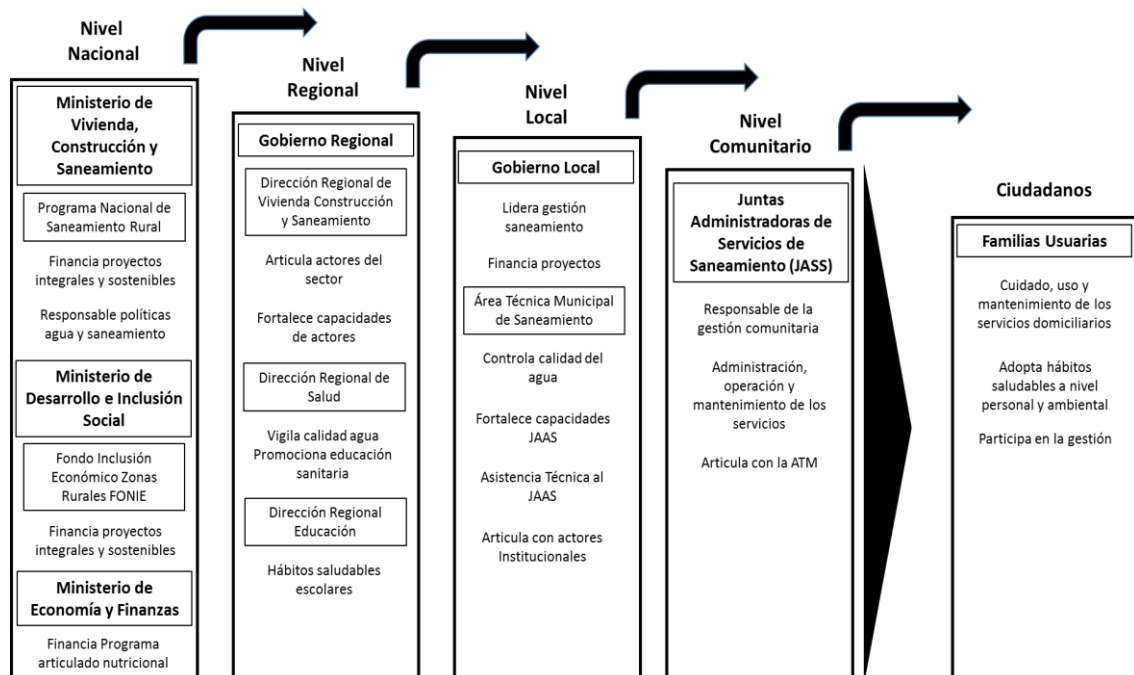 Nivel
Nacional
Ministerio de
Vivienda,
Construcción y
Saneamiento
Programa Nacional de
Saneamiento Rural
Financia proyectos
integrales y sostenibles
Responsable políticas
agua y saneamiento
Ministerio de
Desarrollo e Inclusión
Social
Fondo Inclusión
Económico Zonas
Rurales FONIE
Financia proyectos
integrales y sostenibles
Ministerio de
Economía y Finanzas
Financia Programa
articulado nutricional
Nivel
Regional
Gobierno Regional
Dirección Regional de
Vivienda Construcción
y Saneamiento
Articula actores del
sector
Fortalece capacidades
de actores
Dirección Regional de
Salud
Vigila calidad agua
Promociona educación
sanitaria
Dirección Regional
Educación
Hábitos saludables
escolares
Nivel
Local
Gobierno Local
Lidera gestión
saneamiento
Financia proyectos
Área Técnica Municipal
de Saneamiento
Controla calidad del
agua
Fortalece capacidades
JAAS
Asistencia Técnica al
JAAS
Articula con actores
Institucionales
Nivel
Comunitario
Juntas
Administradoras de
Servicios de
Saneamiento (JASS)
Responsable de la
gestión comunitaria
Administración,
operación y
mantenimiento de los
servicios
Articula con la ATM
Ciudadanos
Familias Usuarias
Cuidado, uso y
mantenimiento de los
servicios domiciliarios
Adopta hábitos
saludables a nivel
personal y ambiental
Participa en la gestión